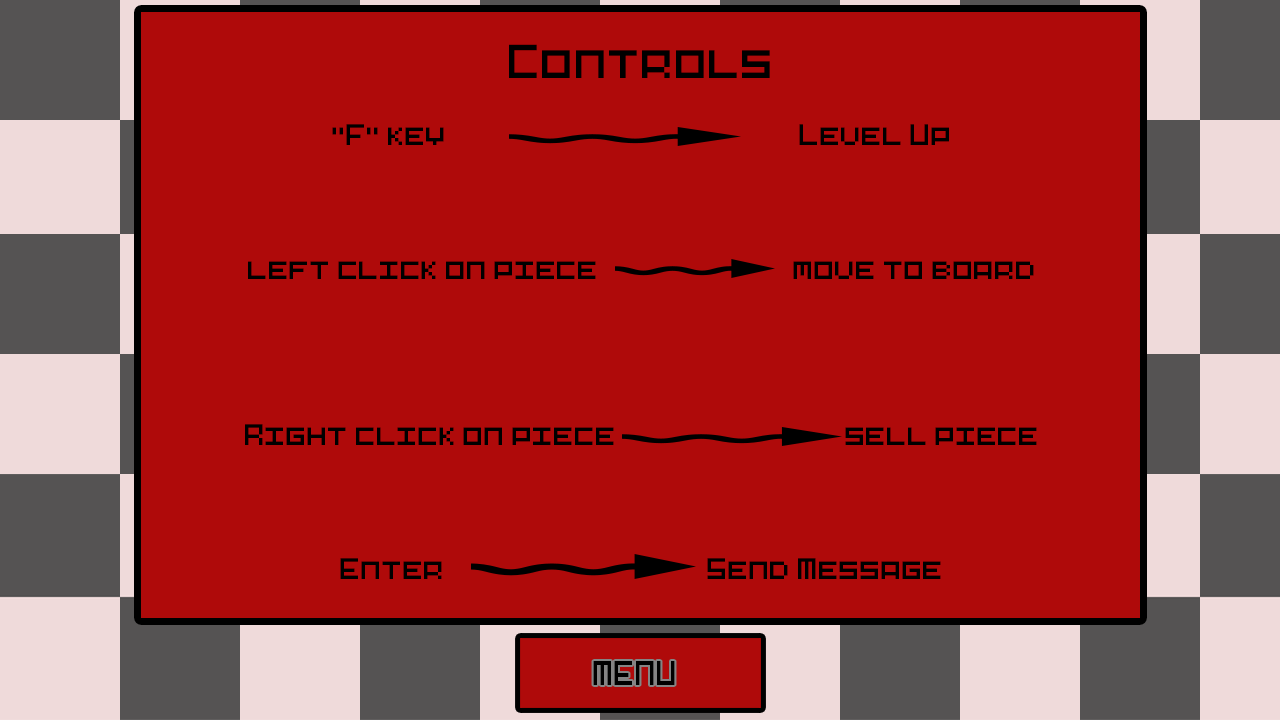 Controls
"F" key
Level Up
Left click on piece
move to board
Right click on piece
sell piece
Enter
Send Message
MENU